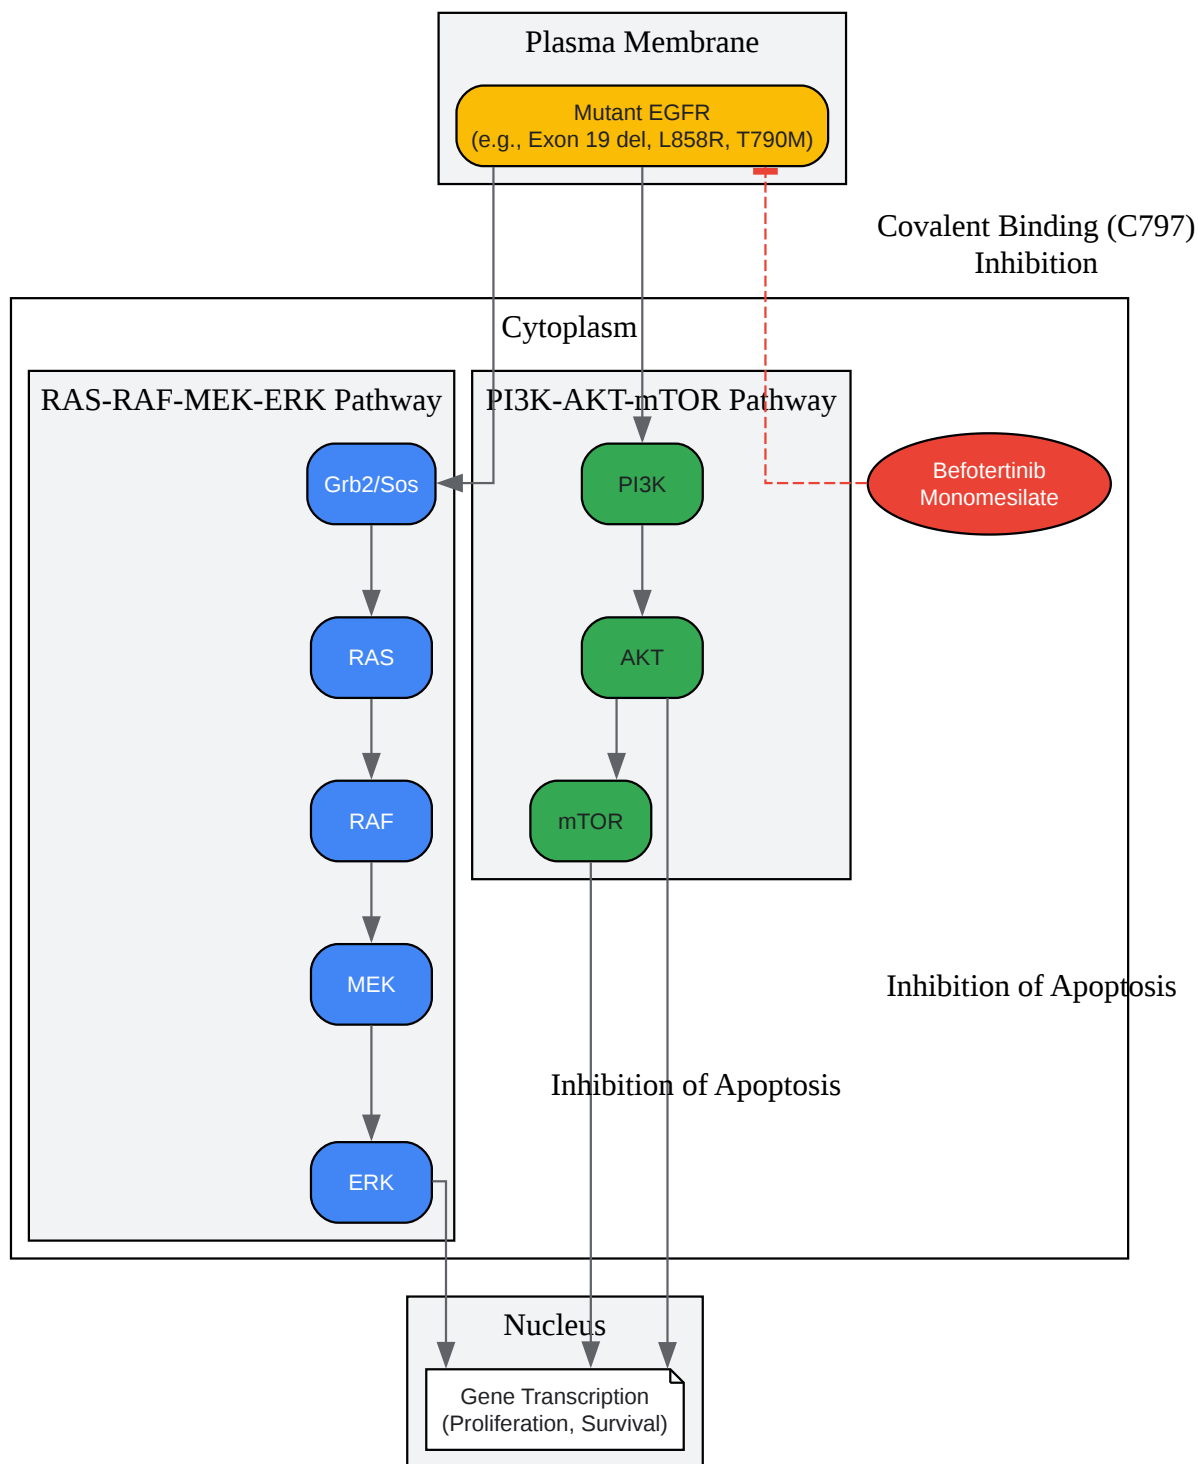 Plasma Membrane
Mutant EGFR
(e.g., Exon 19 del, L858R, T790M)
Covalent Binding (C797)
Inhibition
Cytoplasm
RAS-RAF-MEK-ERK Pathway
PI3K-AKT-mTOR Pathway
Grb2/Sos
PI3K
Befotertinib
Monomesilate
RAS
AKT
RAF
mTOR
MEK
Inhibition of Apoptosis
Inhibition of Apoptosis
ERK
Nucleus
Gene Transcription
(Proliferation, Survival)